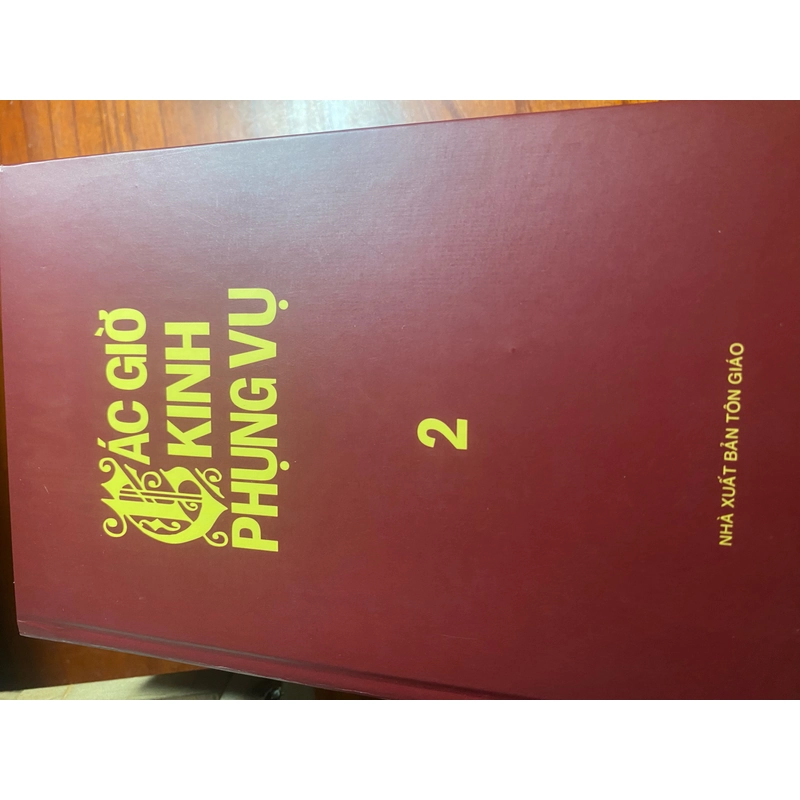 CÁC GIỜ
KINH
PHỤNG VỤ
2
NHÀ XUẤT BẢN TÔN GIÁO